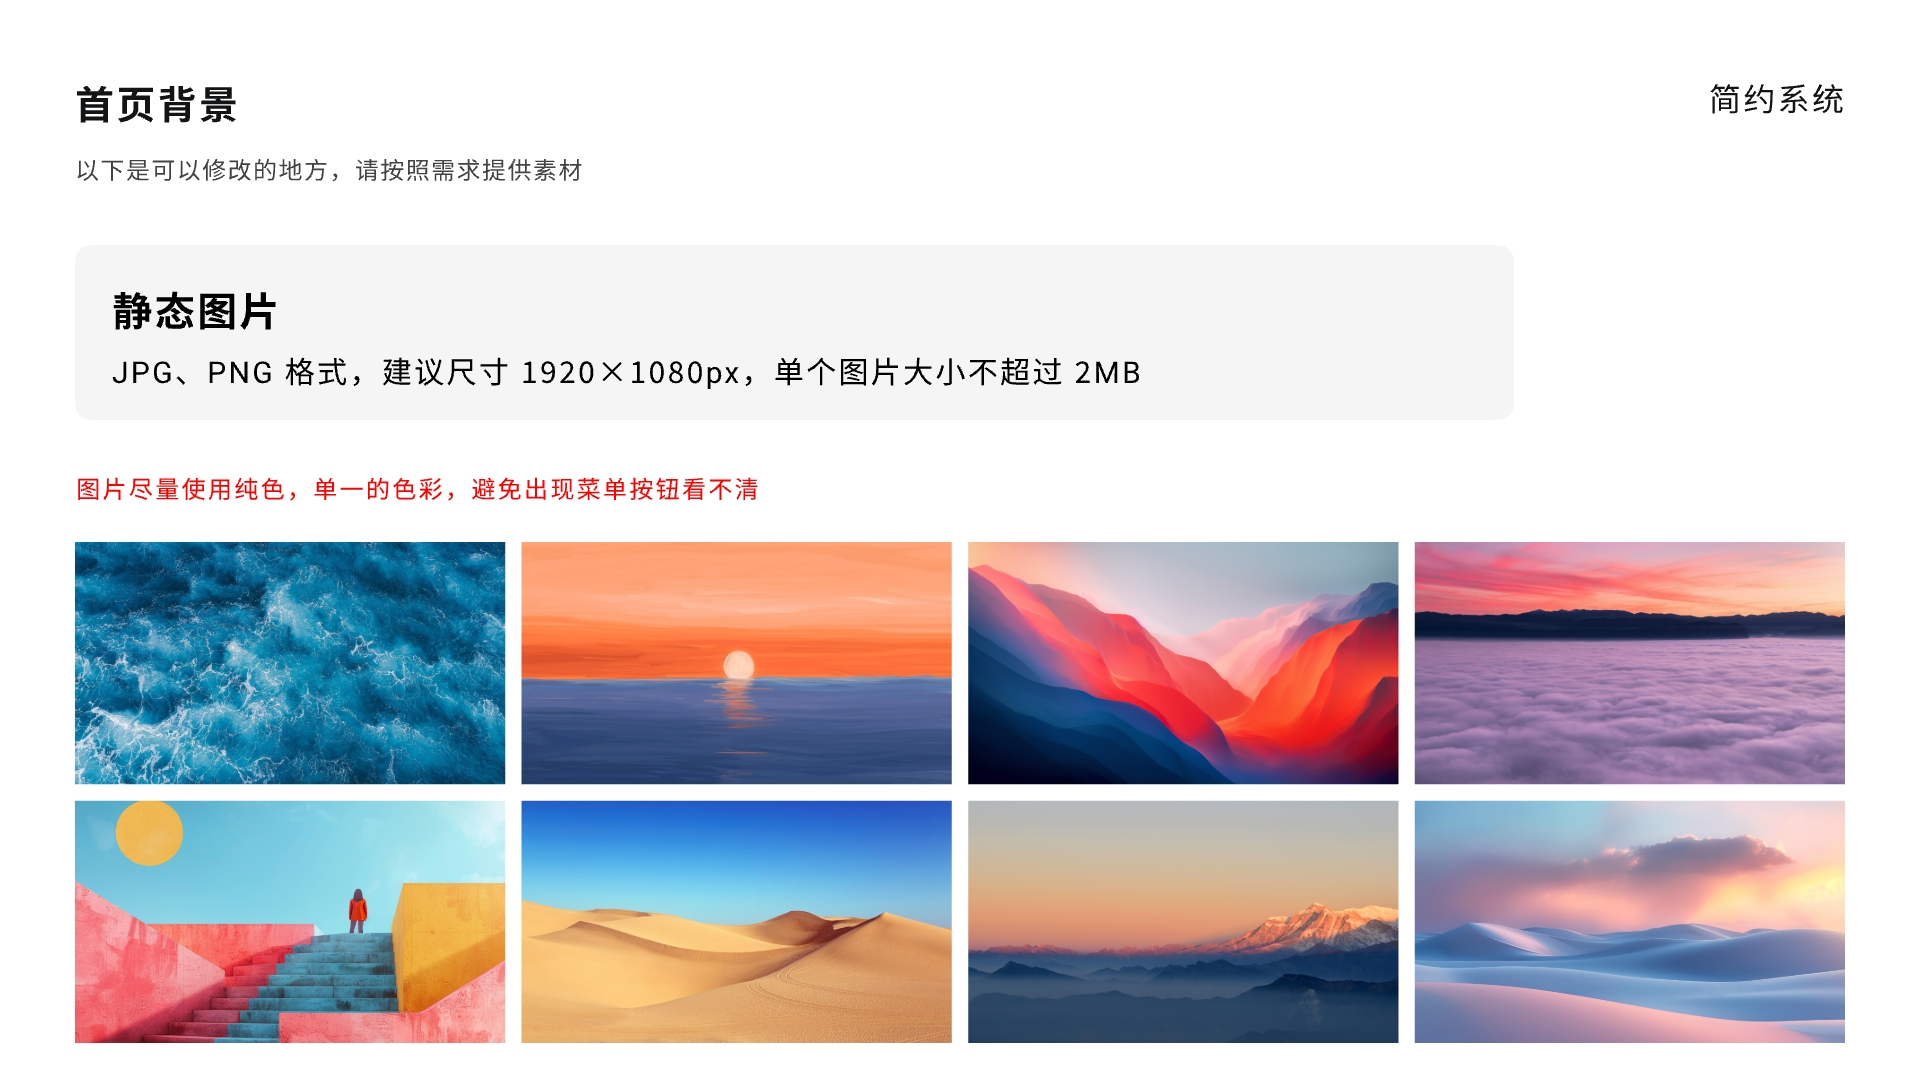 首页背景
简约系统
以下是可以修改的地方，请按照需求提供素材
静态图片
JPG、PNG 格式，建议尺寸 1920×1080px，单个图片大小不超过 2MB
图片尽量使用纯色，单一的色彩，避免出现菜单按钮看不清